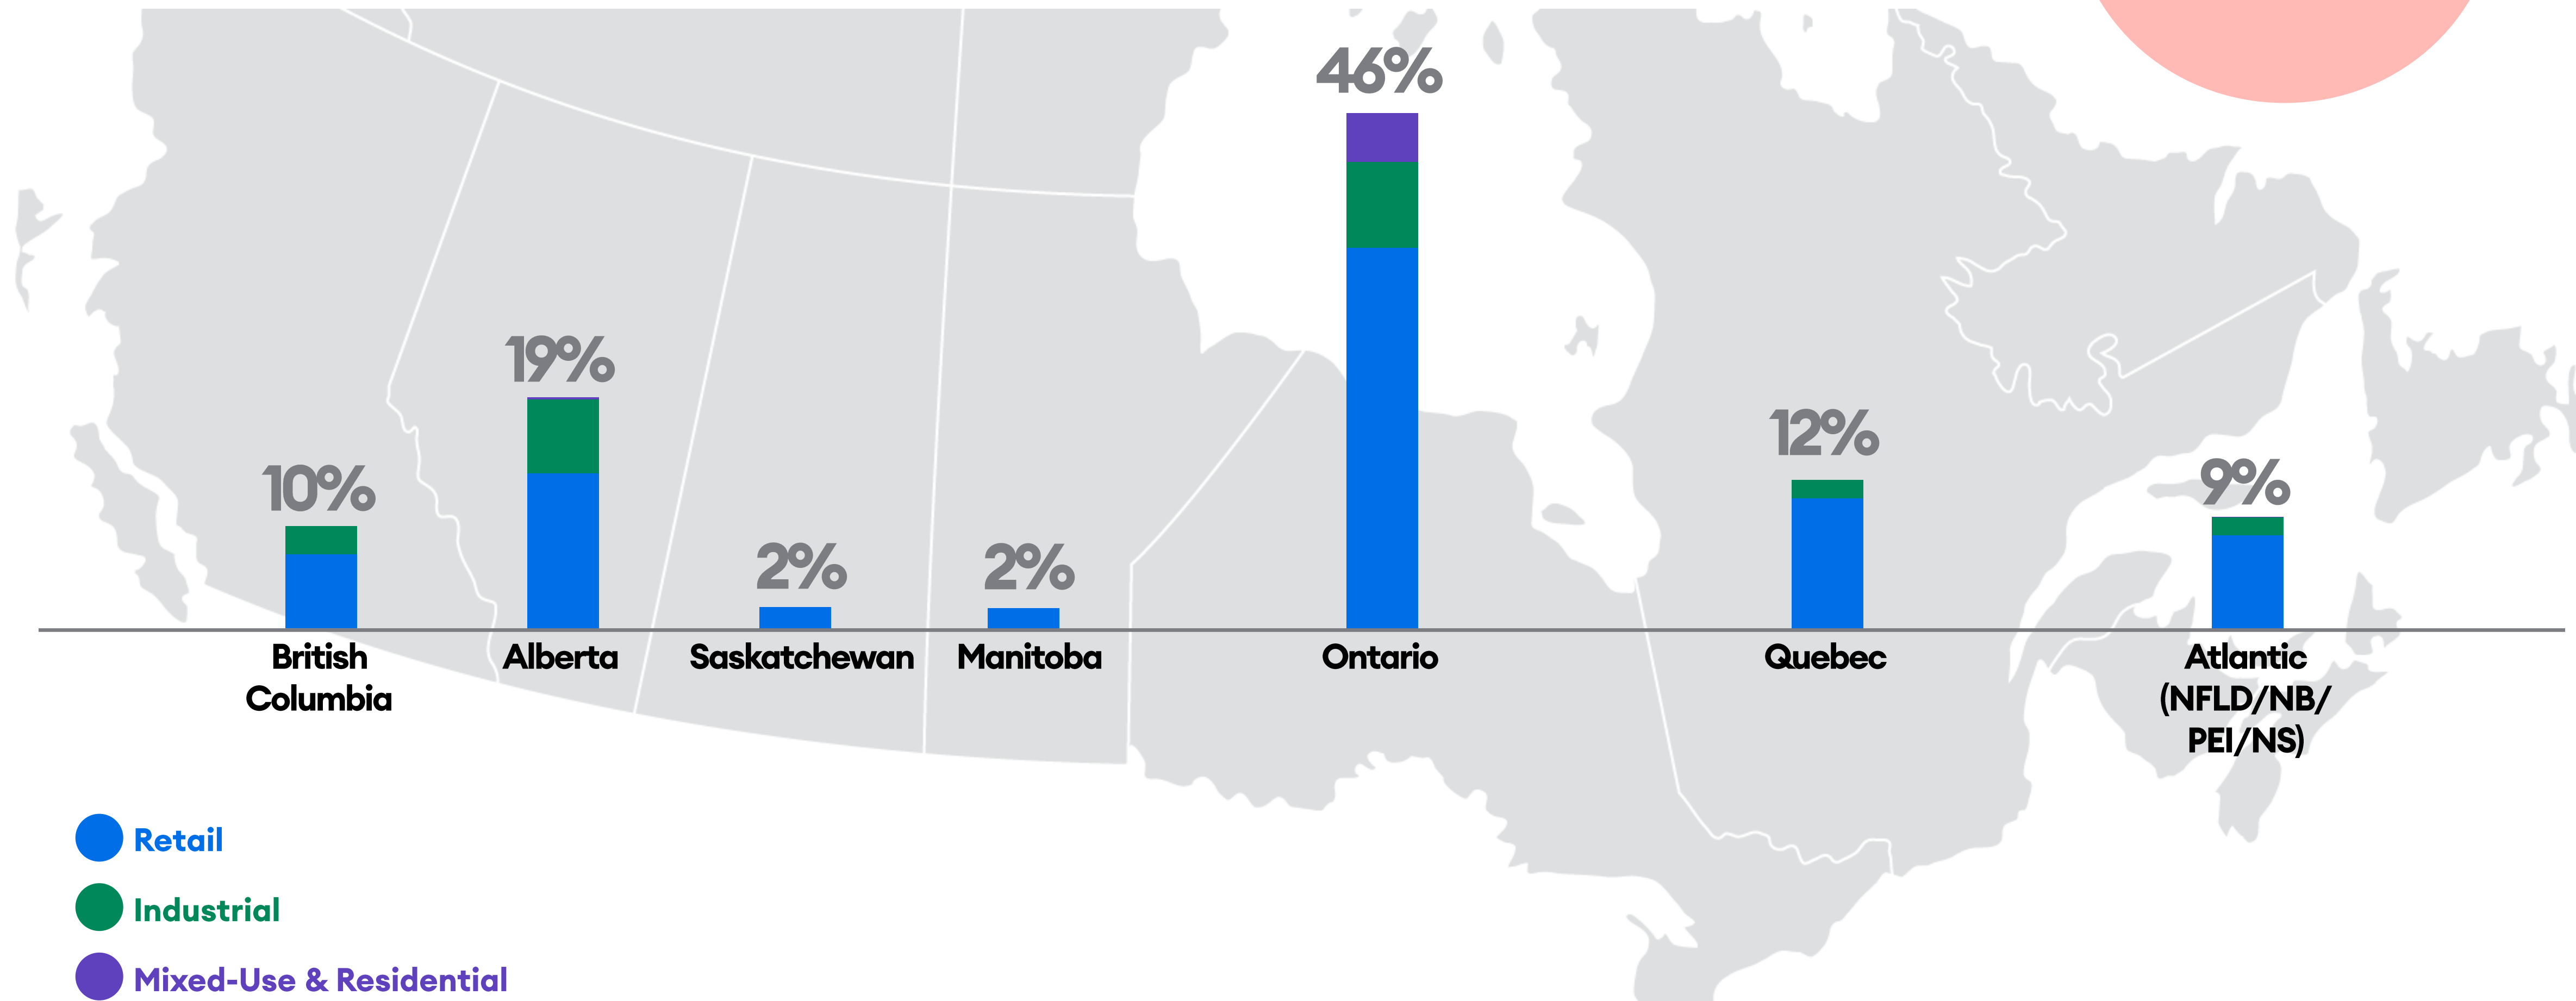 46%
19%
12%
10%
9%
2%
2%
British
Columbia
Alberta
Saskatchewan
Manitoba
Ontario
Quebec
Atlantic
(NFLD/NB/
PEI/NS)
Retail
Industrial
Mixed-Use & Residential